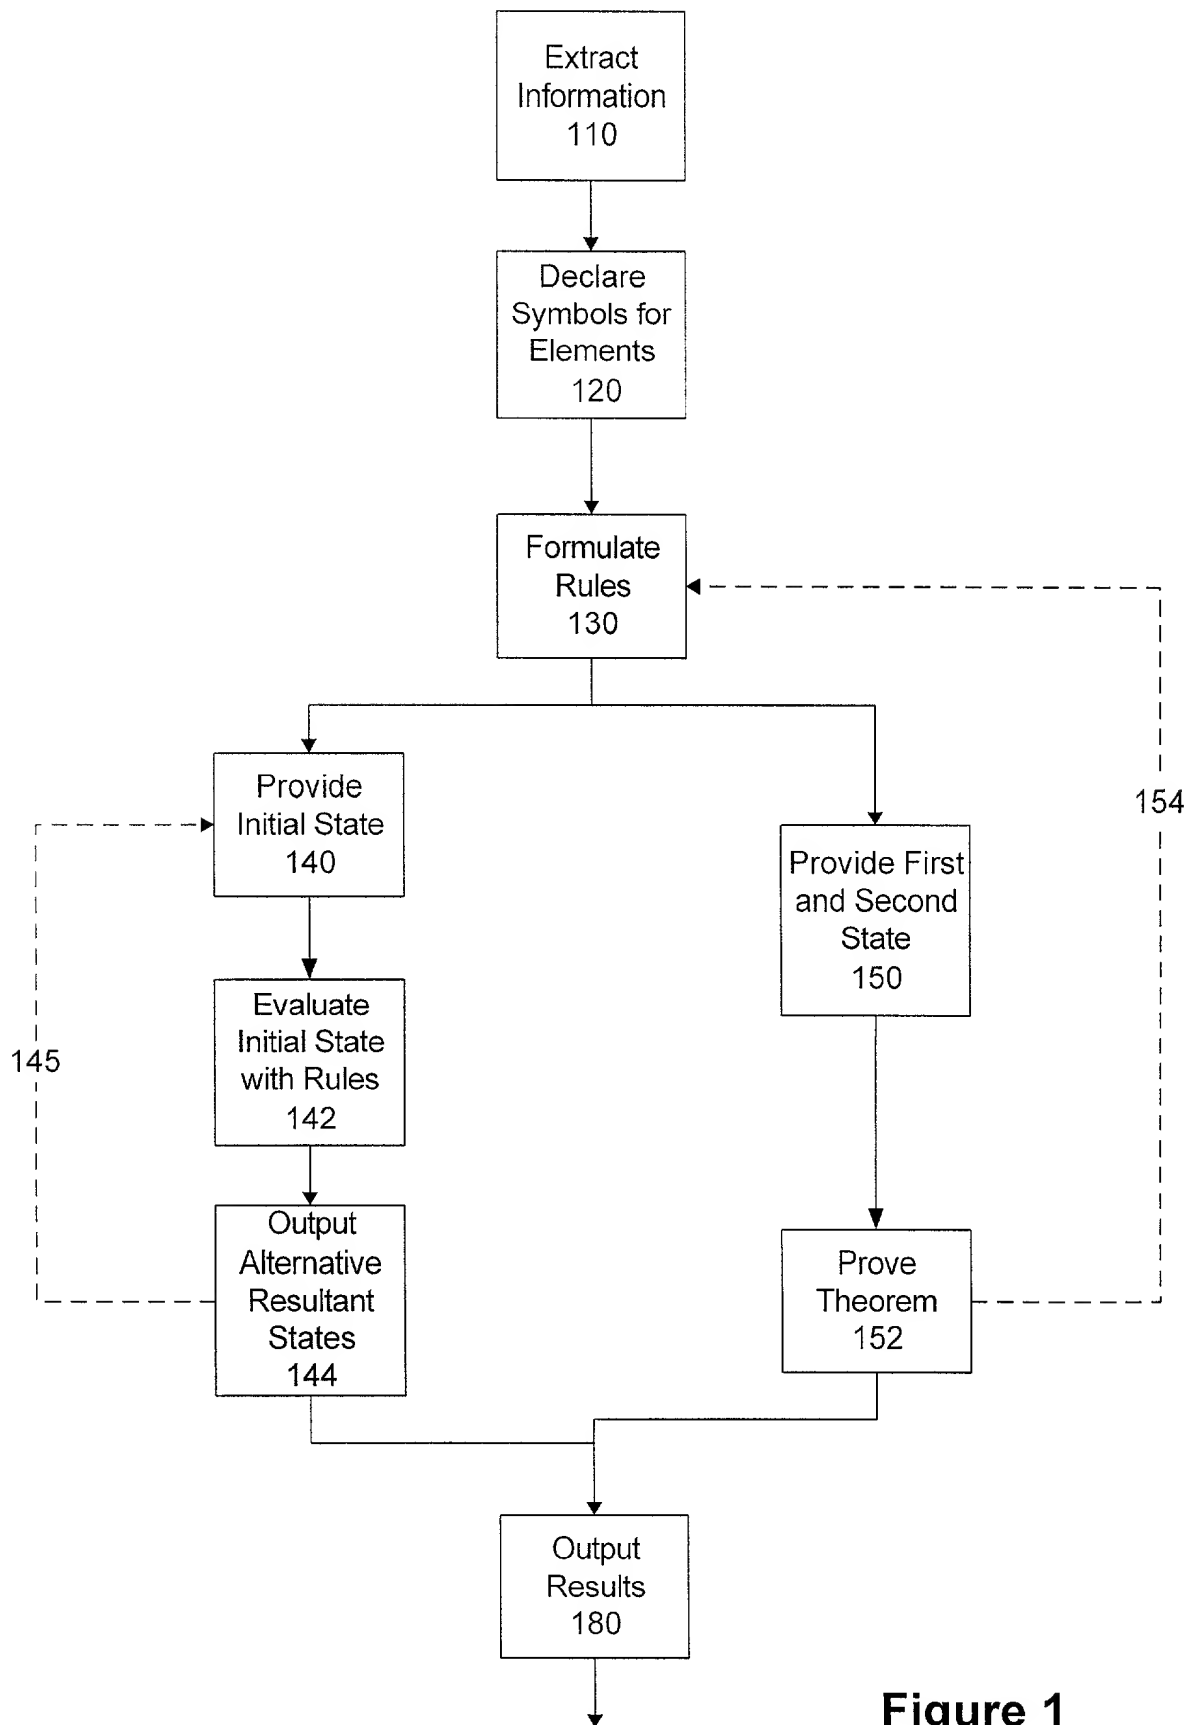 Extract
Information
110
Declare
Symbols for
Elements
120
Formulate
Rules
130
Provide
Initial State
140
154
Provide First
and Second
State
150
Evaluate
Initial State
with Rules
142
145
Output
Alternative
Resultant
States
144
Prove
Theorem
152
Output
Results
180
Figure 1